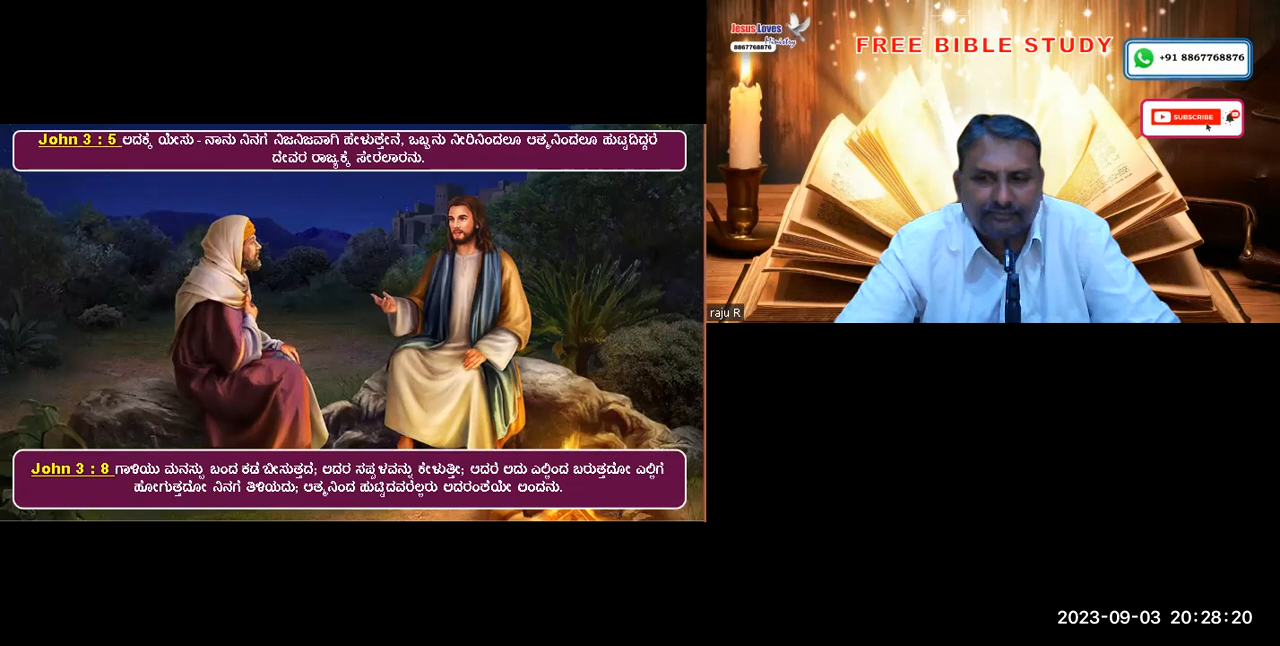 John 3 : 5 ಅದಕ್ಕೆ ಯೇಸು - ನಾನು ನಿನಗೆ ನಿಜನಿಜವಾಗಿ ಹೇಳುತ್ತೇನೆ, ಒಬ್ಬನು ನೀರಿನಿಂದಲೂ ಆತ್ಮನಿಂದಲೂ ಹುಟ್ಟದಿದ್ದರೆ
ದೇವರ ರಾಜ್ಯಕ್ಕೆ ಸೇರಲಾರನು.
John 3 : 8 ಗಾಳಿಯು ಮನಸ್ಸು ಬಂದ ಕಡೆ ಬೀಸುತ್ತದೆ; ಅದರ ಸಪ್ಪಳವನ್ನು ಕೇಳುತ್ತೀ; ಆದರೆ ಅದು ಎಲ್ಲಿಂದ ಬರುತ್ತದೋ ಎಲ್ಲಿಗೆ
ಹೋಗುತ್ತದೋ ನಿನಗೆ ತಿಳಿಯದು; ಆತ್ಮನಿಂದ ಹುಟ್ಟಿದವರೆಲ್ಲರು ಅದರಂತೆಯೇ ಅಂದನು.
Jesus Loves
Ministry
8867768876
FREE BIBLE STUDY
+91 8867768876
SUBSCRIBE
raju R
2023-09-03 20:28:20